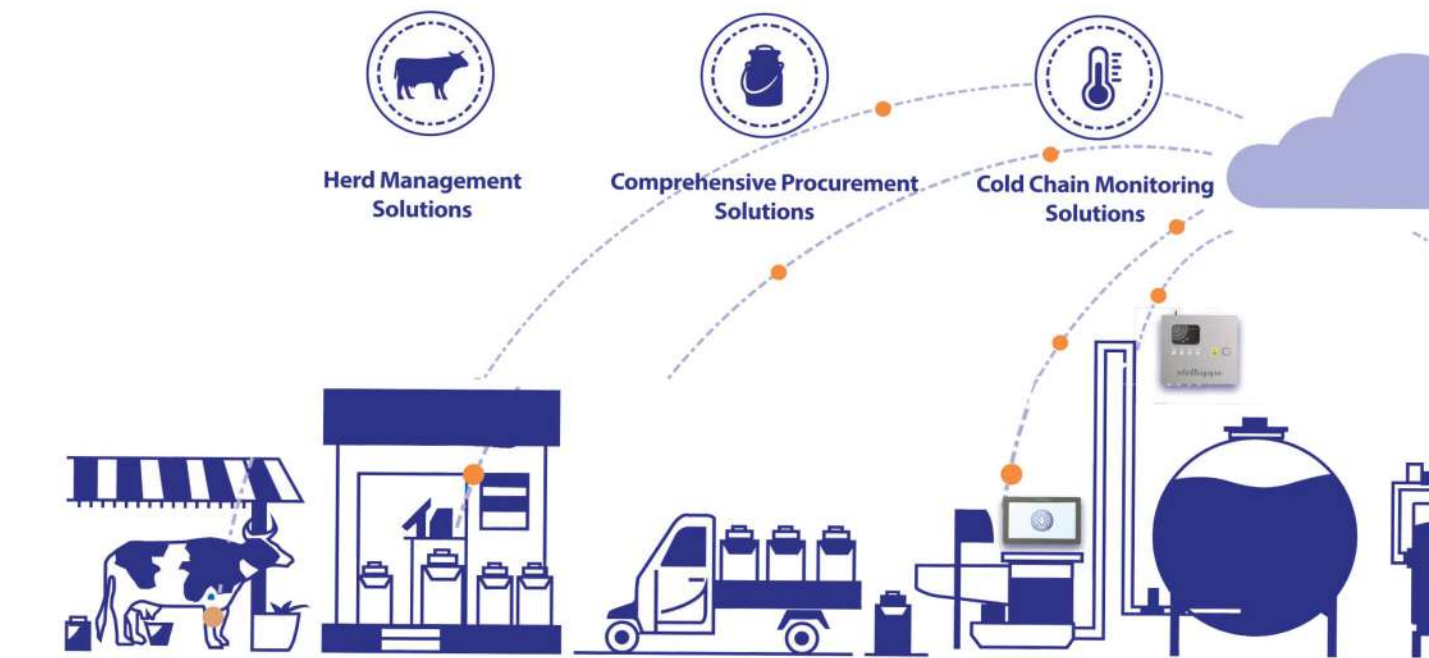 Herd Management
Solutions
Comprehensive Procurement
Solutions
Cold Chain Monitoring
Solutions